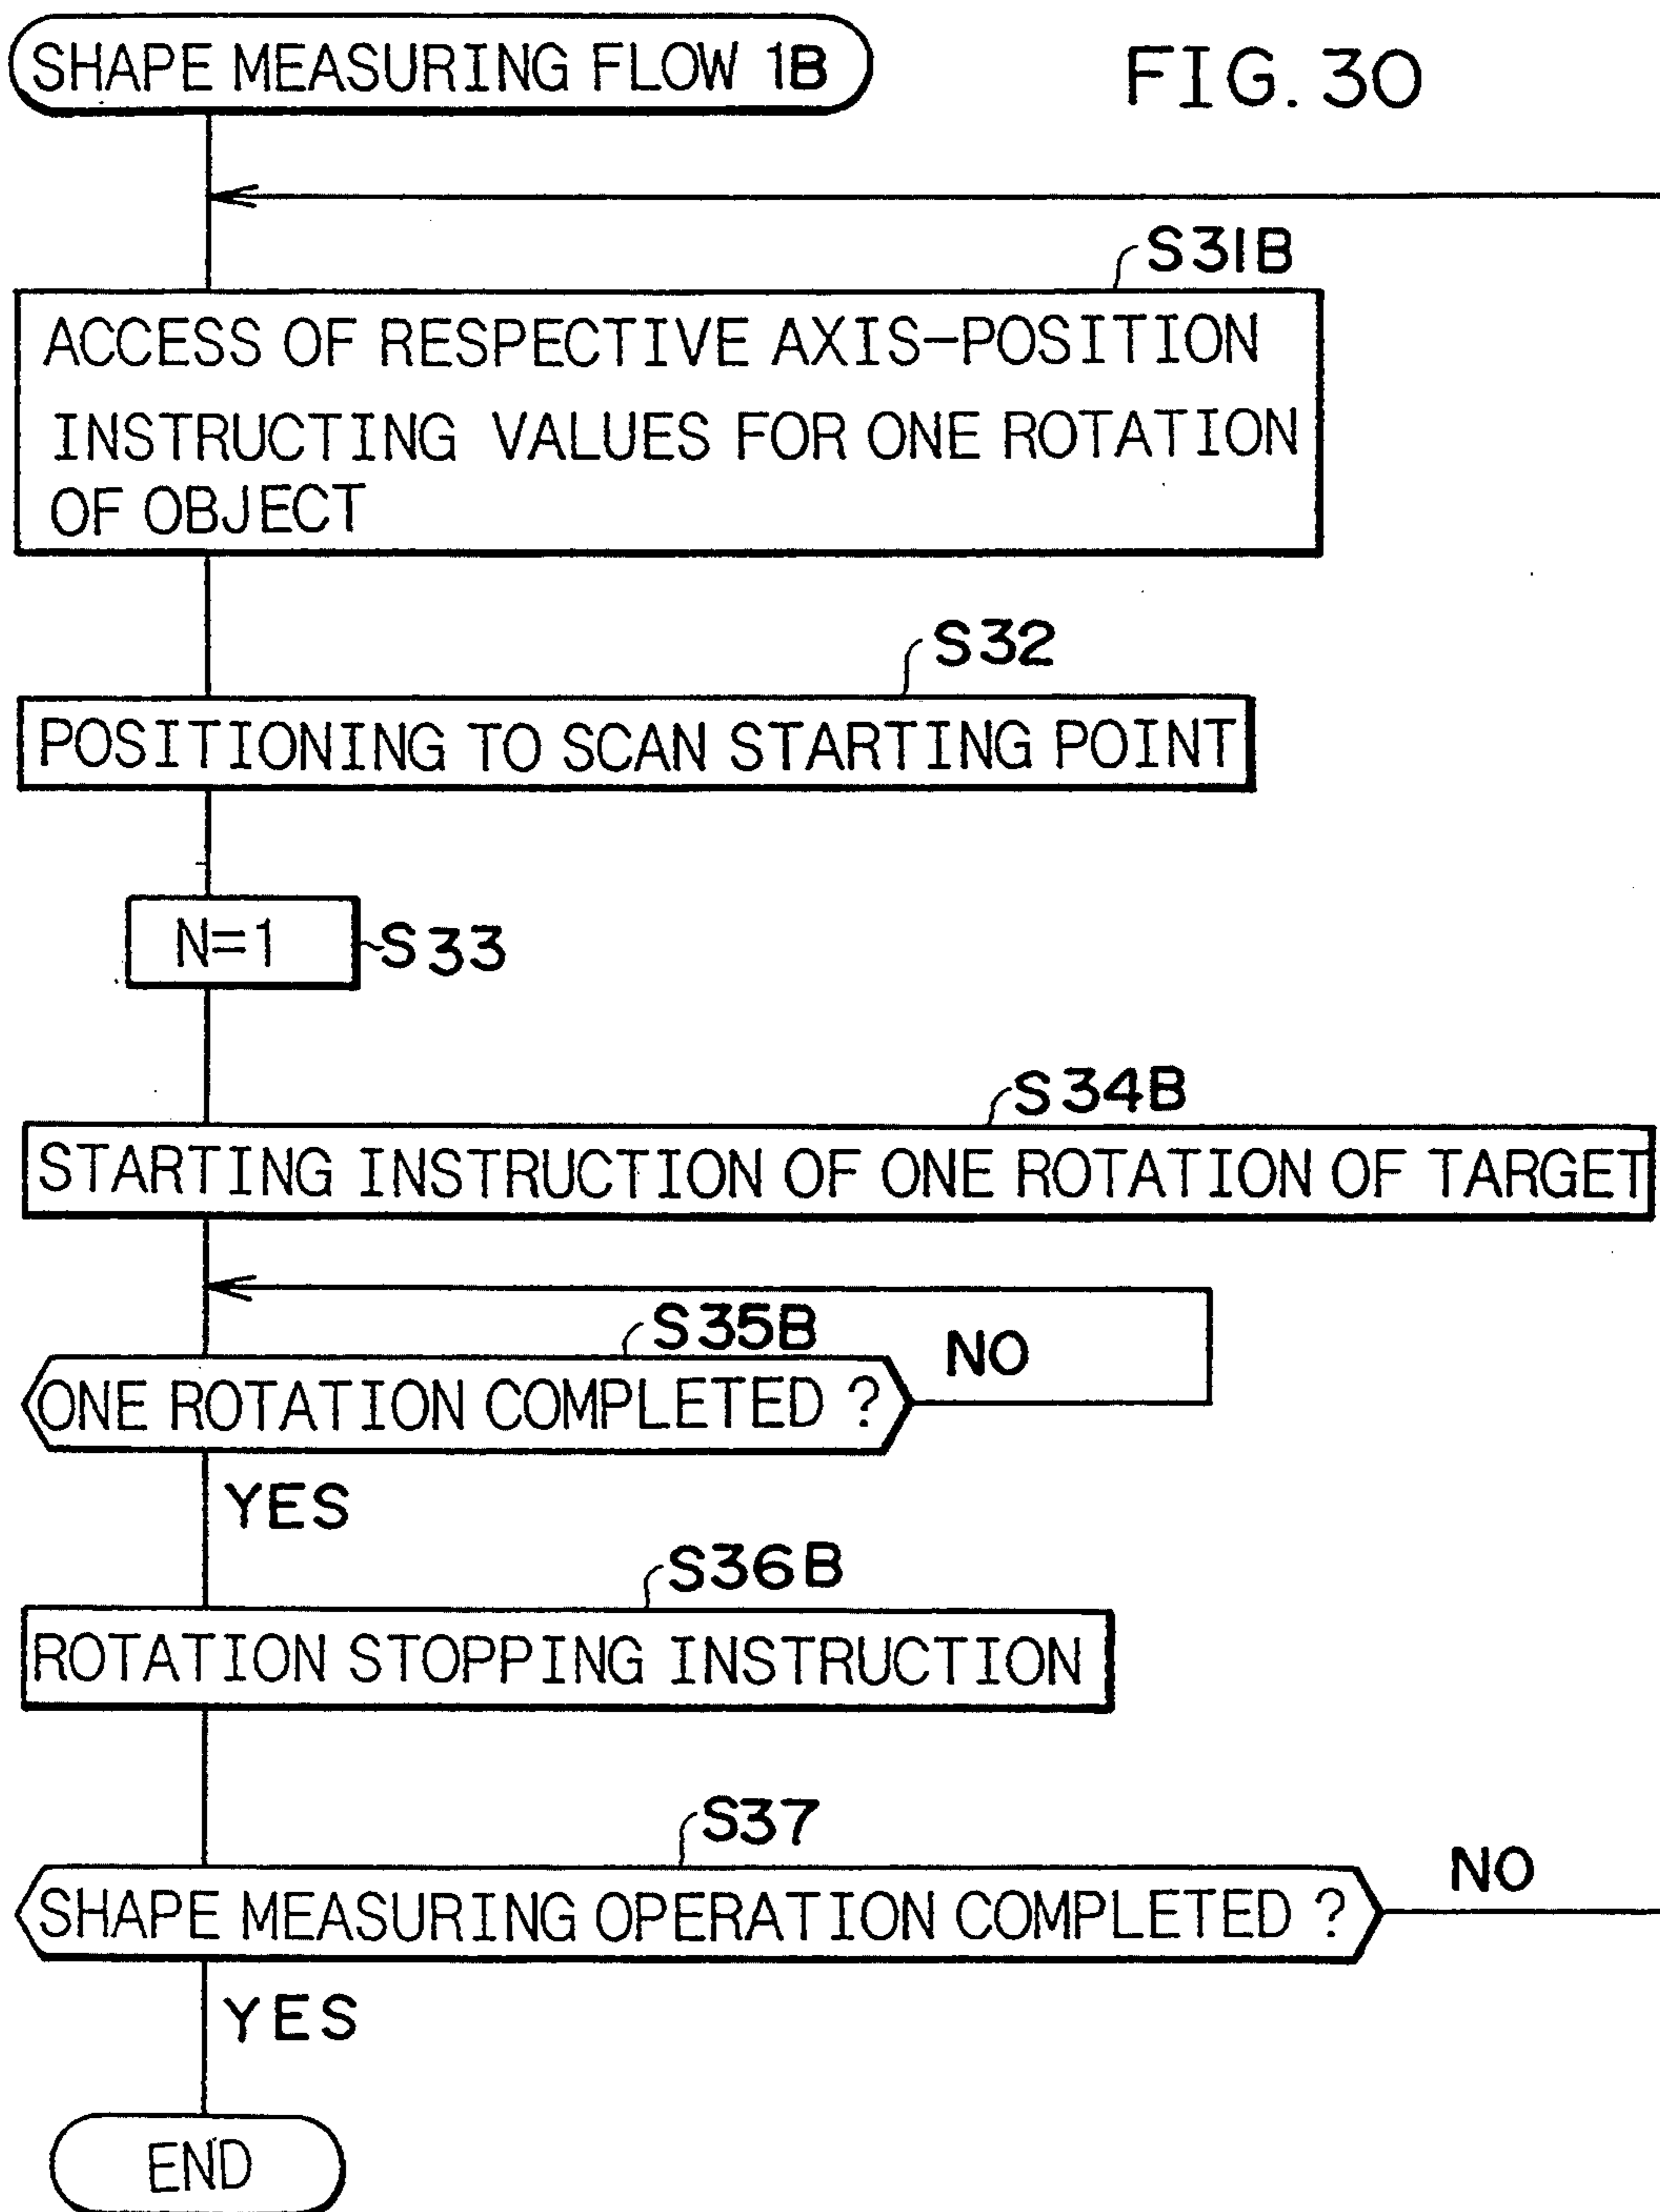 SHAPE MEASURING FLOW 1B
FIG. 30
S31B
ACCESS OF RESPECTIVE AXIS-POSITION
INSTRUCTING VALUES FOR ONE ROTATION
OF OBJECT
S32
POSITIONING TO SCAN STARTING POINT
N=1
S33
S34B
STARTING INSTRUCTION OF ONE ROTATION OF TARGET
S35B
NO
ONE ROTATION COMPLETED ?
YES
S36B
ROTATION STOPPING INSTRUCTION
S37
NO
SHAPE MEASURING OPERATION COMPLETED ?
YES
END